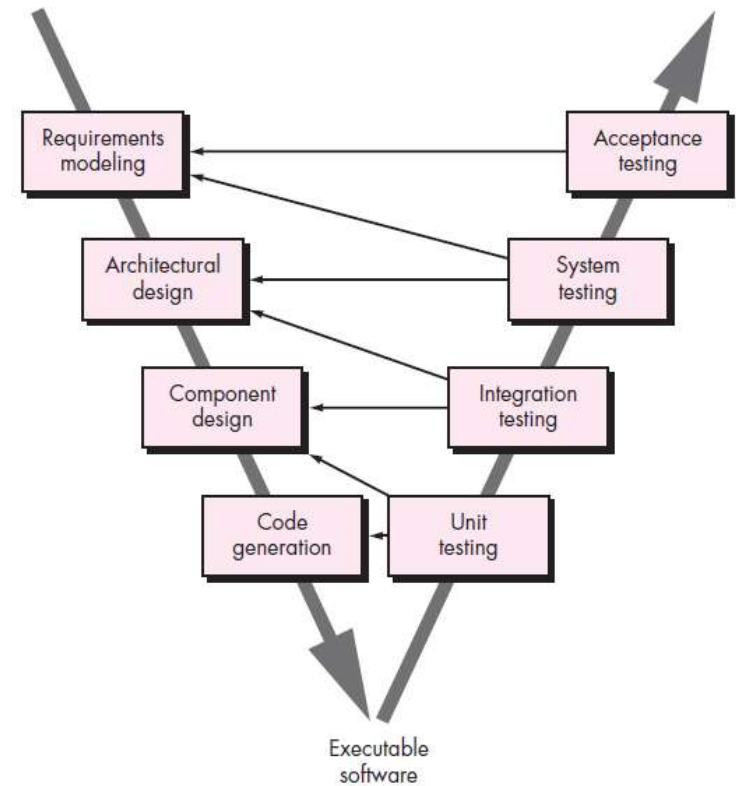 Requirements
modeling
Acceptance
testing
Architectural
design
System
testing
Component
design
Integration
testing
Code
generation
Unit
testing
Executable
software